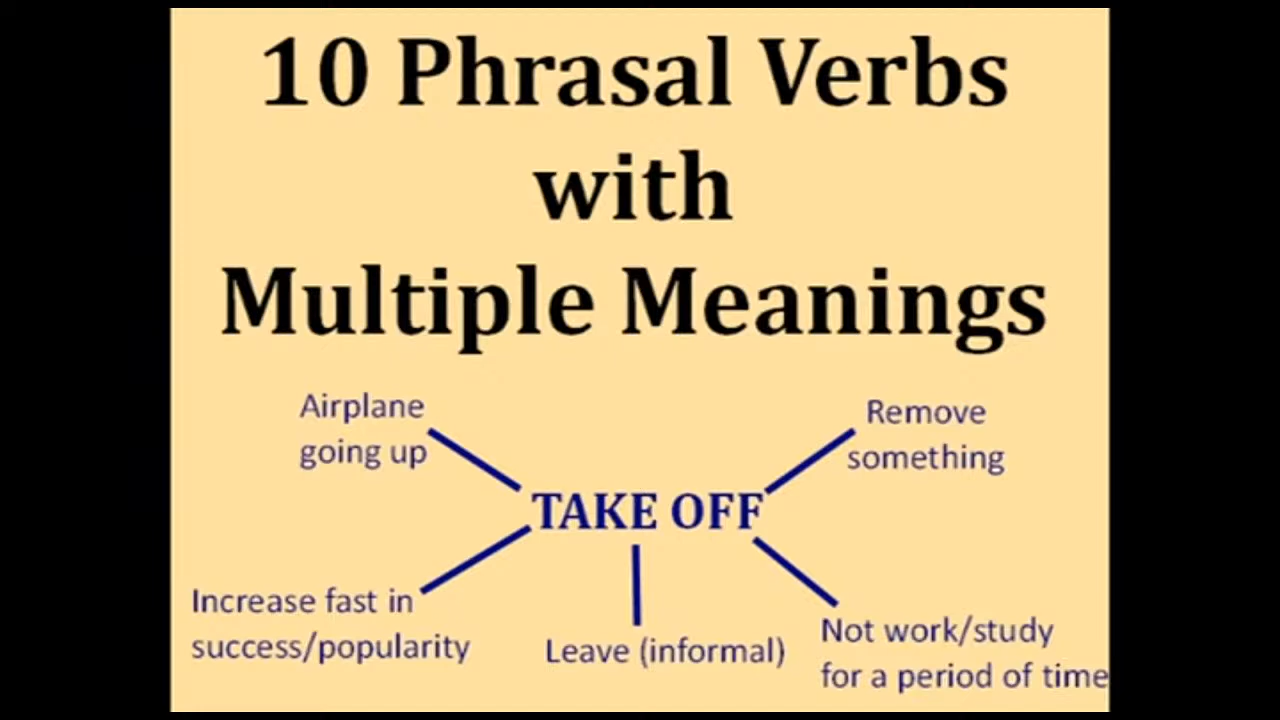 10 Phrasal Verbs
with
Multiple Meanings
Airplane
going up
Remove
something
TAKE OFF
Increase fast in
success/popularity
Leave (informal)
Not work/study
for a period of time